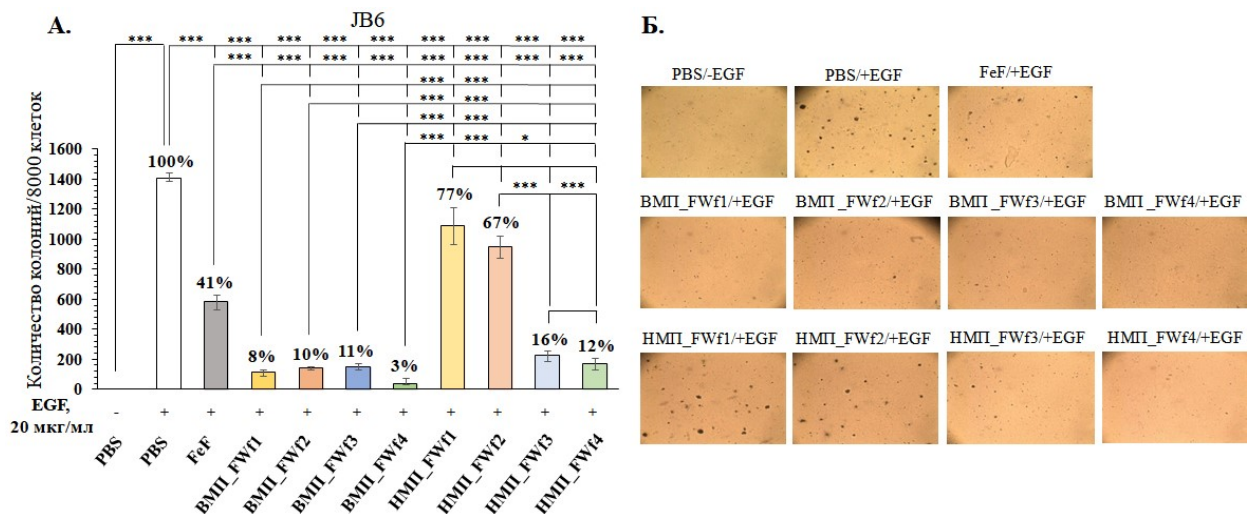 А.
JB6
*** *** *** *** *** *** *** *** *** *** ***
*** *** *** *** *** *** *** ***
*** ***
*** ***
*** ***
*** *** *
*** ***
Количество колоний/8000 клеток
1600
1400
1200
1000
800
600
400
200
0
100%
41%
8%
10%
11%
3%
77%
67%
16%
12%
EGF,
20 мкг/мл
- + + + + + + + + + +
PBS
PBS
FeF
ВМП_FWf1
ВМП_FWf2
ВМП_FWf3
ВМП_FWf4
НМП_FWf1
НМП_FWf2
НМП_FWf3
НМП_FWf4
Б.
PBS/-EGF PBS/+EGF FeF/+EGF
ВМП_FWf1/+EGF ВМП_FWf2/+EGF ВМП_FWf3/+EGF ВМП_FWf4/+EGF
НМП_FWf1/+EGF НМП_FWf2/+EGF НМП_FWf3/+EGF НМП_FWf4/+EGF